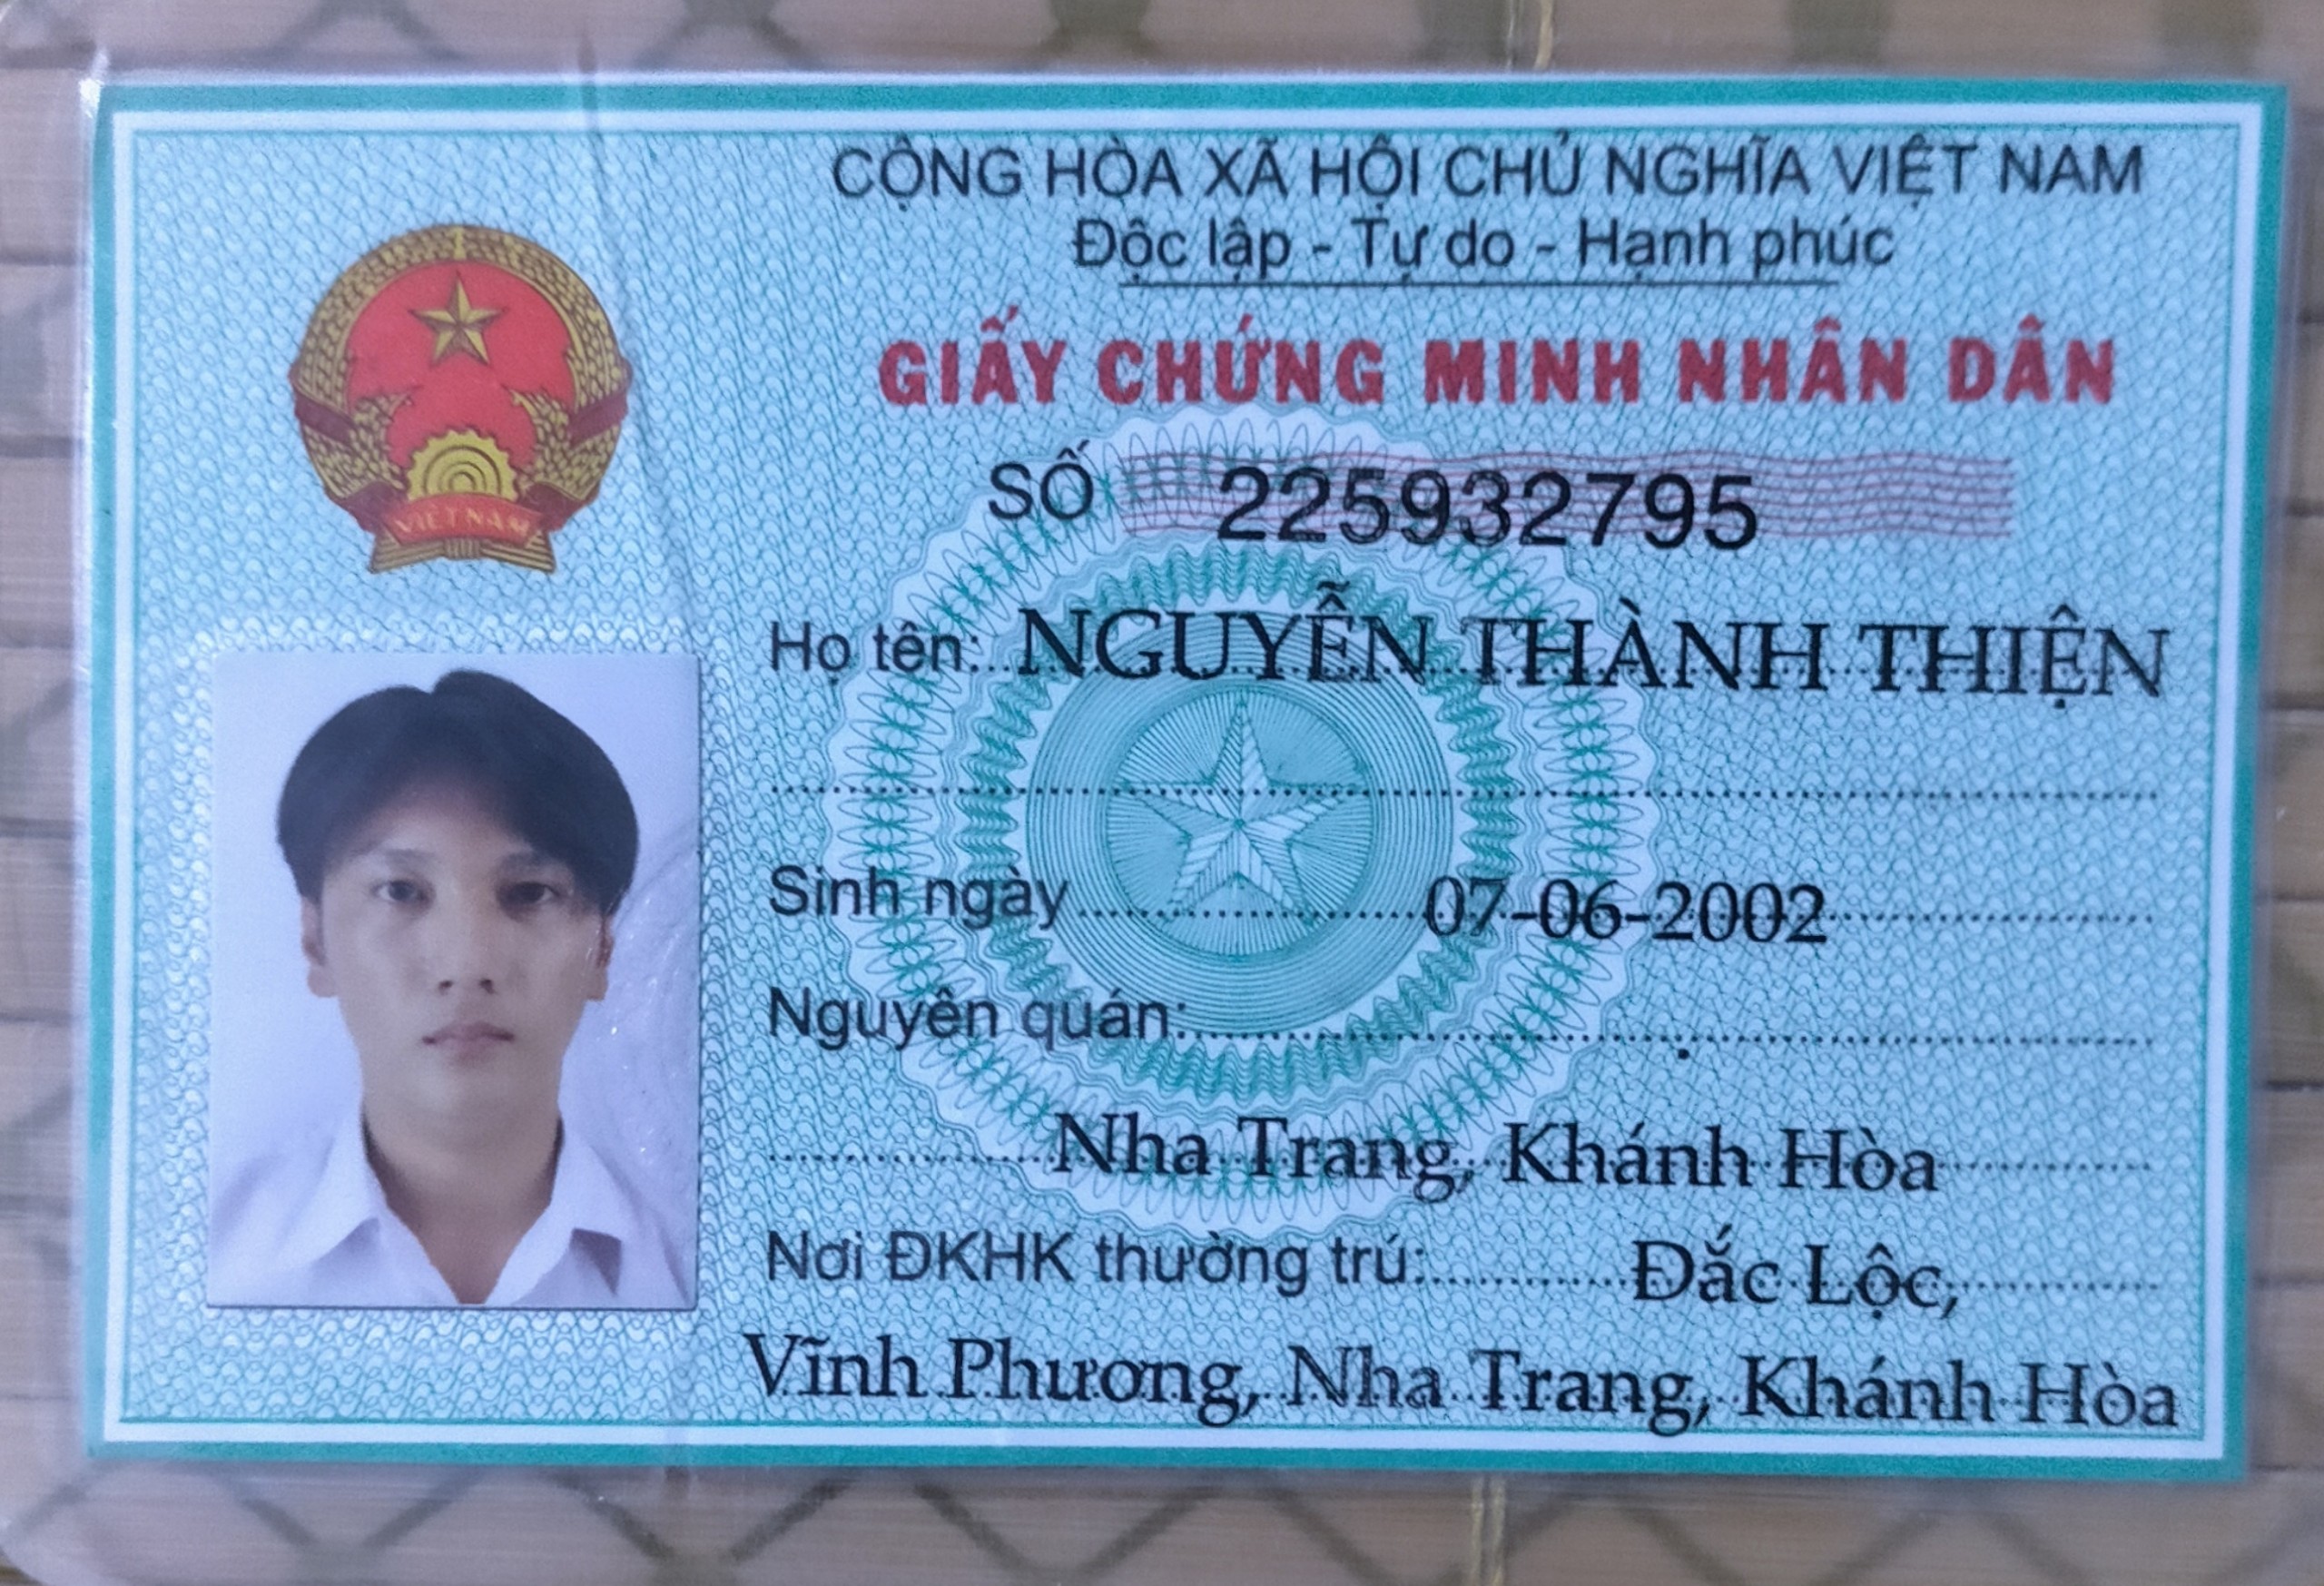 CỘNG HÒA XÃ HỘI CHỦ NGHĨA VIỆT NAM
Độc lập - Tự do - Hạnh phúc
GIẤY CHỨNG MINH NHÂN DÂN
SỐ 225932795
VIỆT NAM
Họ tên: NGUYỄN THÀNH THIỆN
Sinh ngày 07-06-2002
Nguyên quán:
Nha Trang, Khánh Hòa
Nơi ĐKHK thường trú: Đắc Lộc,
Vĩnh Phương, Nha Trang, Khánh Hòa